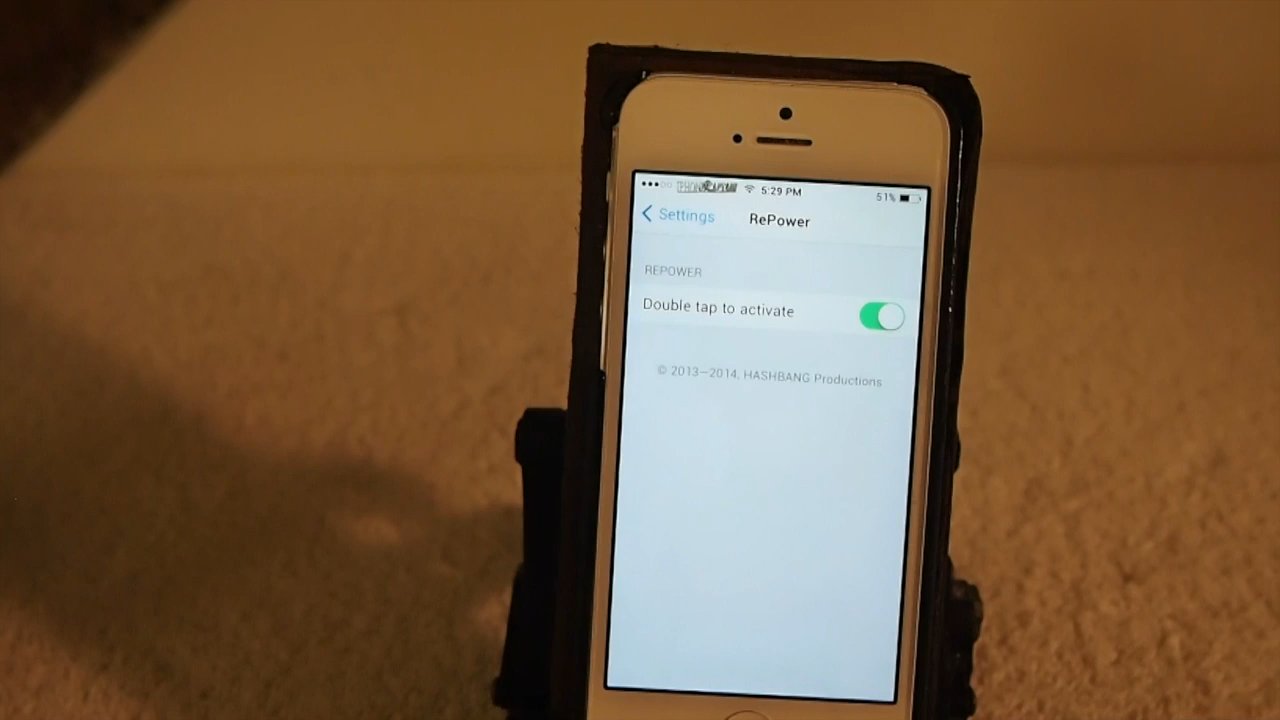 5:29 PM
51%
Settings
RePower
REPOWER
Double tap to activate
© 2013—2014, HASHBANG Productions